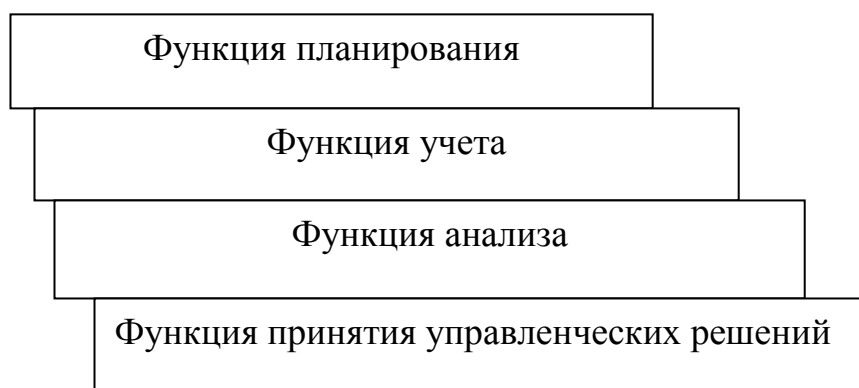 Функция планирования
Функция учета
Функция анализа
Функция принятия управленческих решений